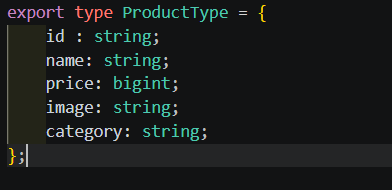 export type ProductType = {
    id : string;
    name: string;
    price: bigint;
    image: string;
    category: string;
};